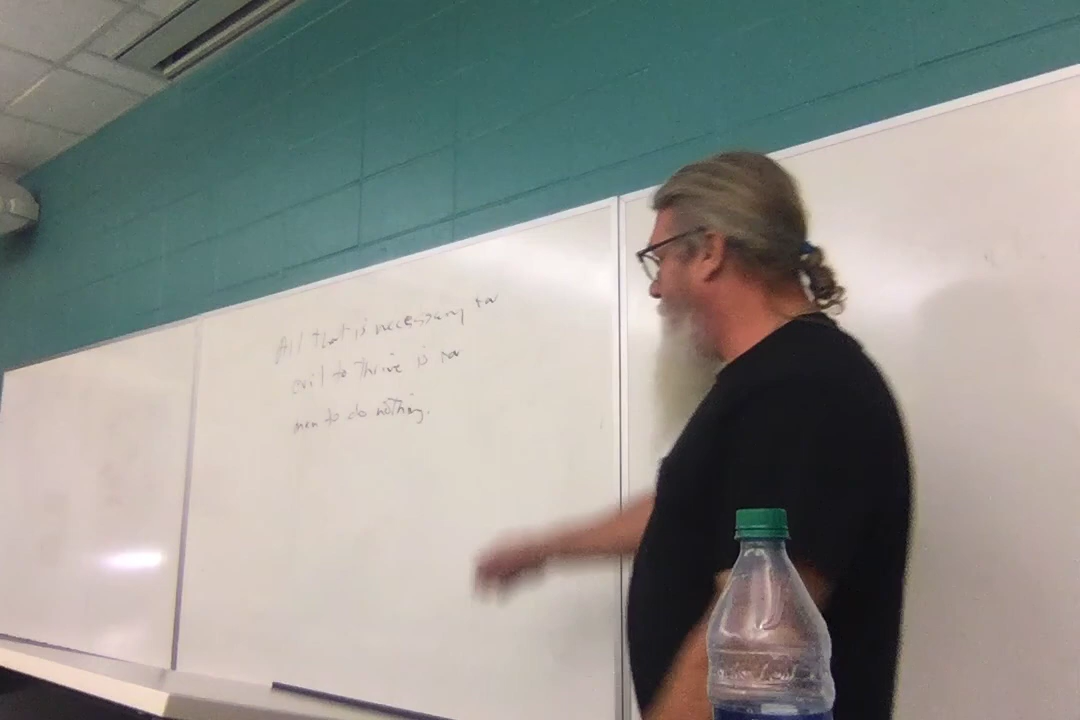 All that is necessary for
evil to thrive is for
men to do nothing.